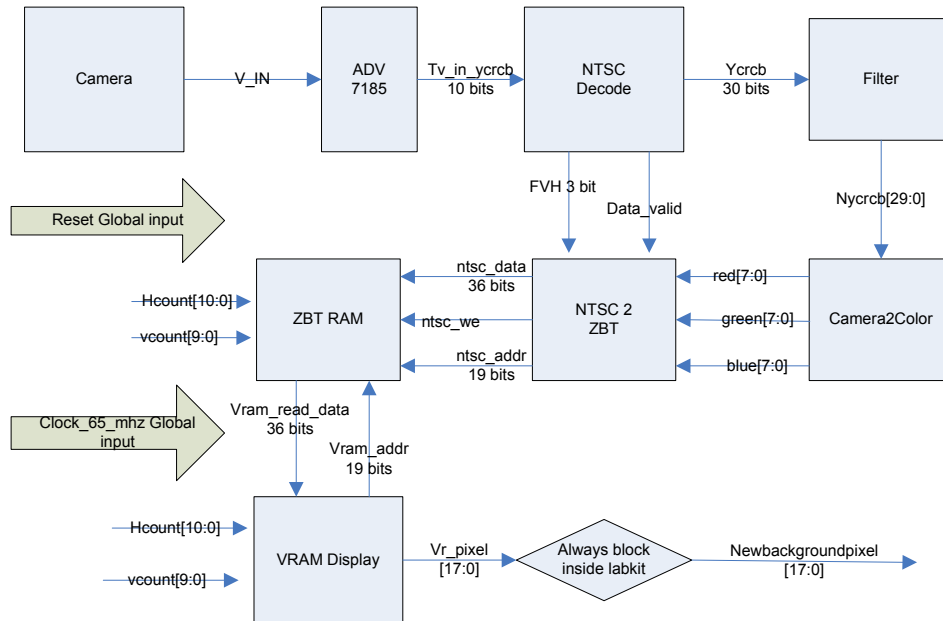 Camera
V_IN
ADV
7185
Tv_in_ycrcb
10 bits
NTSC
Decode
Ycrcb
30 bits
Filter
FVH 3 bit
Data_valid
Nycrcb[29:0]
Reset Global input
Hcount[10:0]
vcount[9:0]
ZBT RAM
ntsc_data
36 bits
ntsc_we
ntsc_addr
19 bits
NTSC 2
ZBT
red[7:0]
green[7:0]
blue[7:0]
Camera2Color
Clock_65_mhz Global
input
Vram_read_data
36 bits
Vram_addr
19 bits
Hcount[10:0]
vcount[9:0]
VRAM Display
Vr_pixel
[17:0]
Always block
inside labkit
Newbackgroundpixel
[17:0]